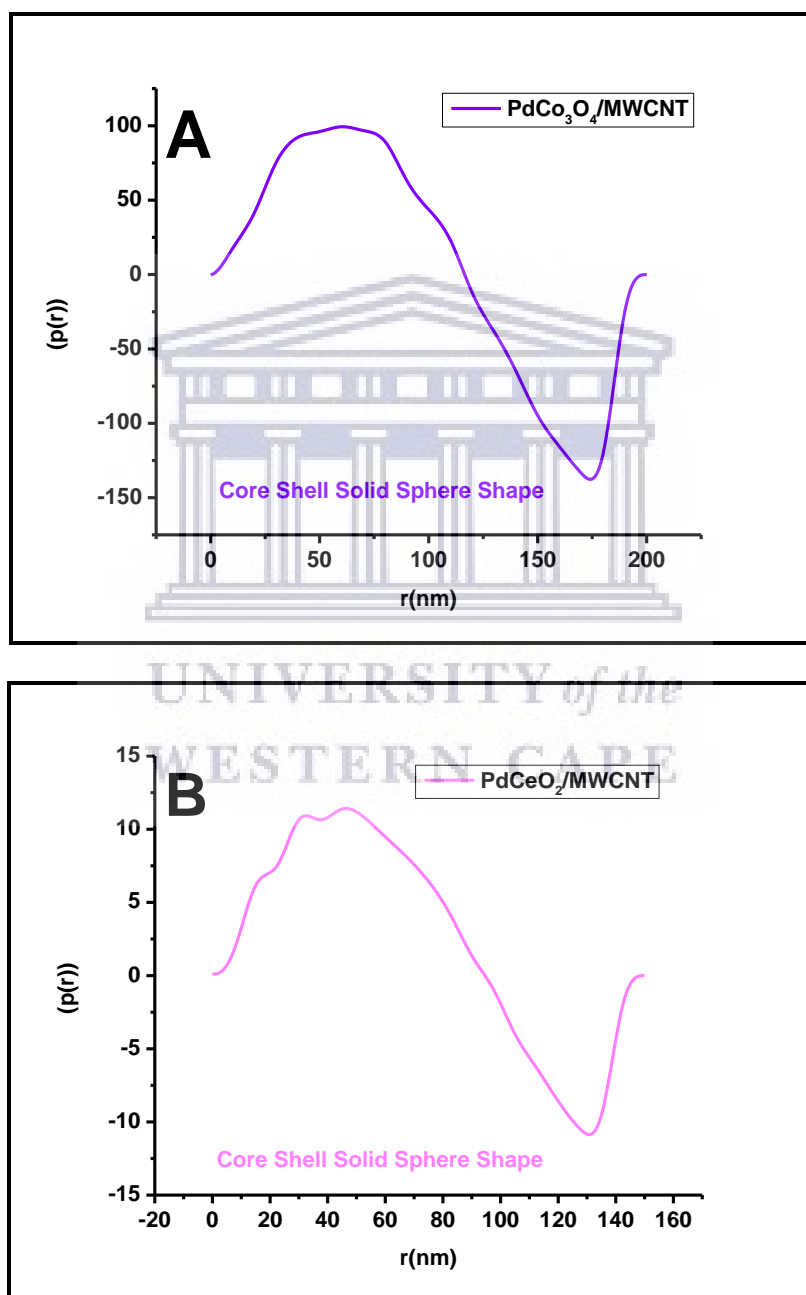 A
PdCo₃O₄/MWCNT
100
50
0
-50
-100
-150
(p(r))
Core Shell Solid Sphere Shape
0 50 100 150 200
r(nm)
UNIVERSITY of the
WESTERN CAPE
B
PdCeO₂/MWCNT
15
10
5
0
-5
-10
-15
(p(r))
Core Shell Solid Sphere Shape
-20 0 20 40 60 80 100 120 140 160
r(nm)